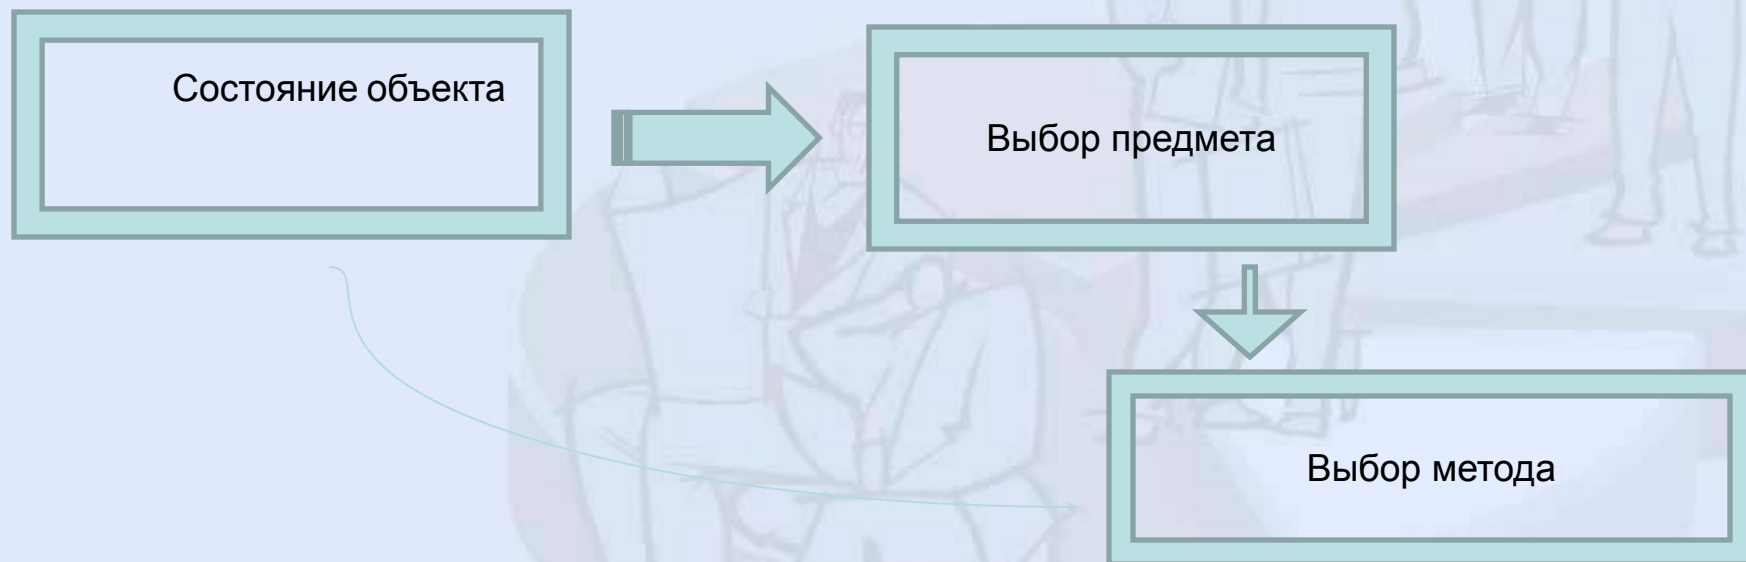 Состояние объекта
Выбор предмета
Выбор метода